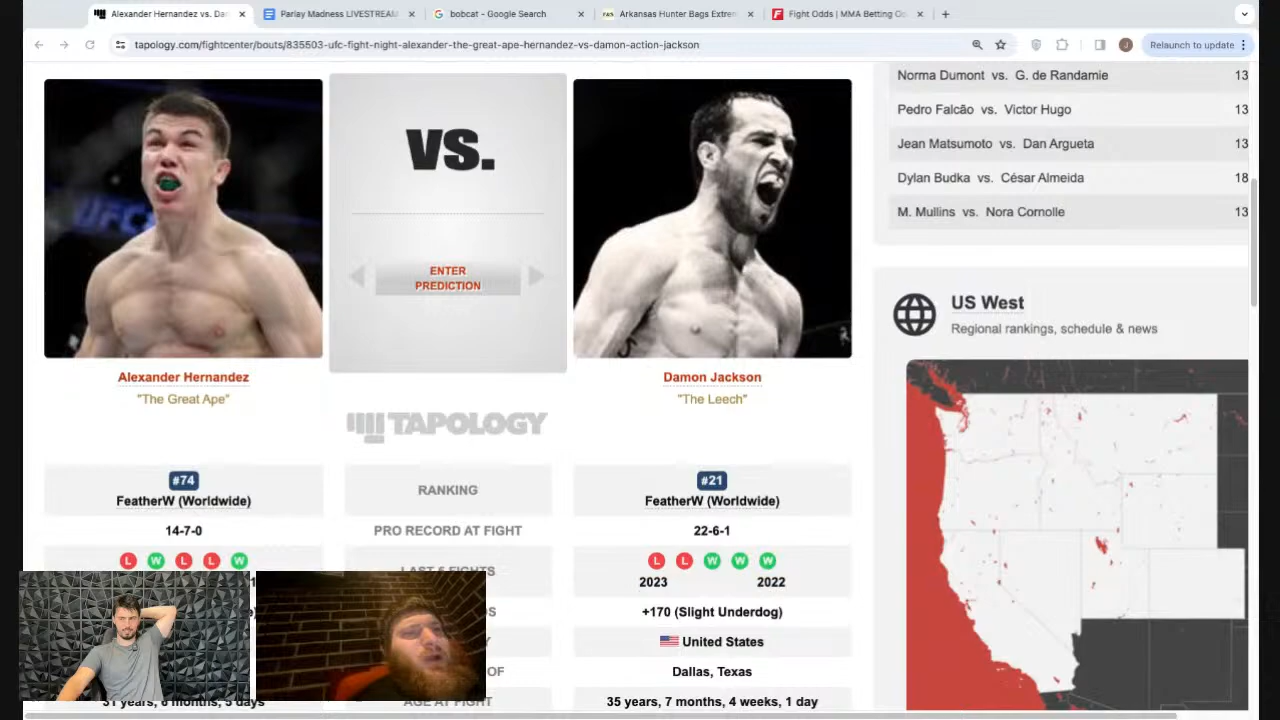 Alexander Hernandez vs. Da
Parlay Madness LIVESTREAM
bobcat - Google Search
FAN
Arkansas Hunter Bags Extrem
Fight Odds | MMA Betting O
tapology.com/fightcenter/bouts/835503-ufc-fight-night-alexander-the-great-ape-hernandez-vs-damon-action-jackson
J
Relaunch to update
VS.
ENTER
PREDICTION
Alexander Hernandez
"The Great Ape"
Damon Jackson
"The Leech"
TAPOLOGY
#74
FeatherW (Worldwide)
RANKING
#21
FeatherW (Worldwide)
14-7-0
PRO RECORD AT FIGHT
22-6-1
L W L L W
L L W W W
2023 2022
+170 (Slight Underdog)
United States
OF
Dallas, Texas
AGE AT FIGHT
35 years, 7 months, 4 weeks, 1 day
Norma Dumont vs. G. de Randamie 13
Pedro Falcão vs. Victor Hugo 13
Jean Matsumoto vs. Dan Argueta 13
Dylan Budka vs. César Almeida 18
M. Mullins vs. Nora Cornolle 13
US West
Regional rankings, schedule & news